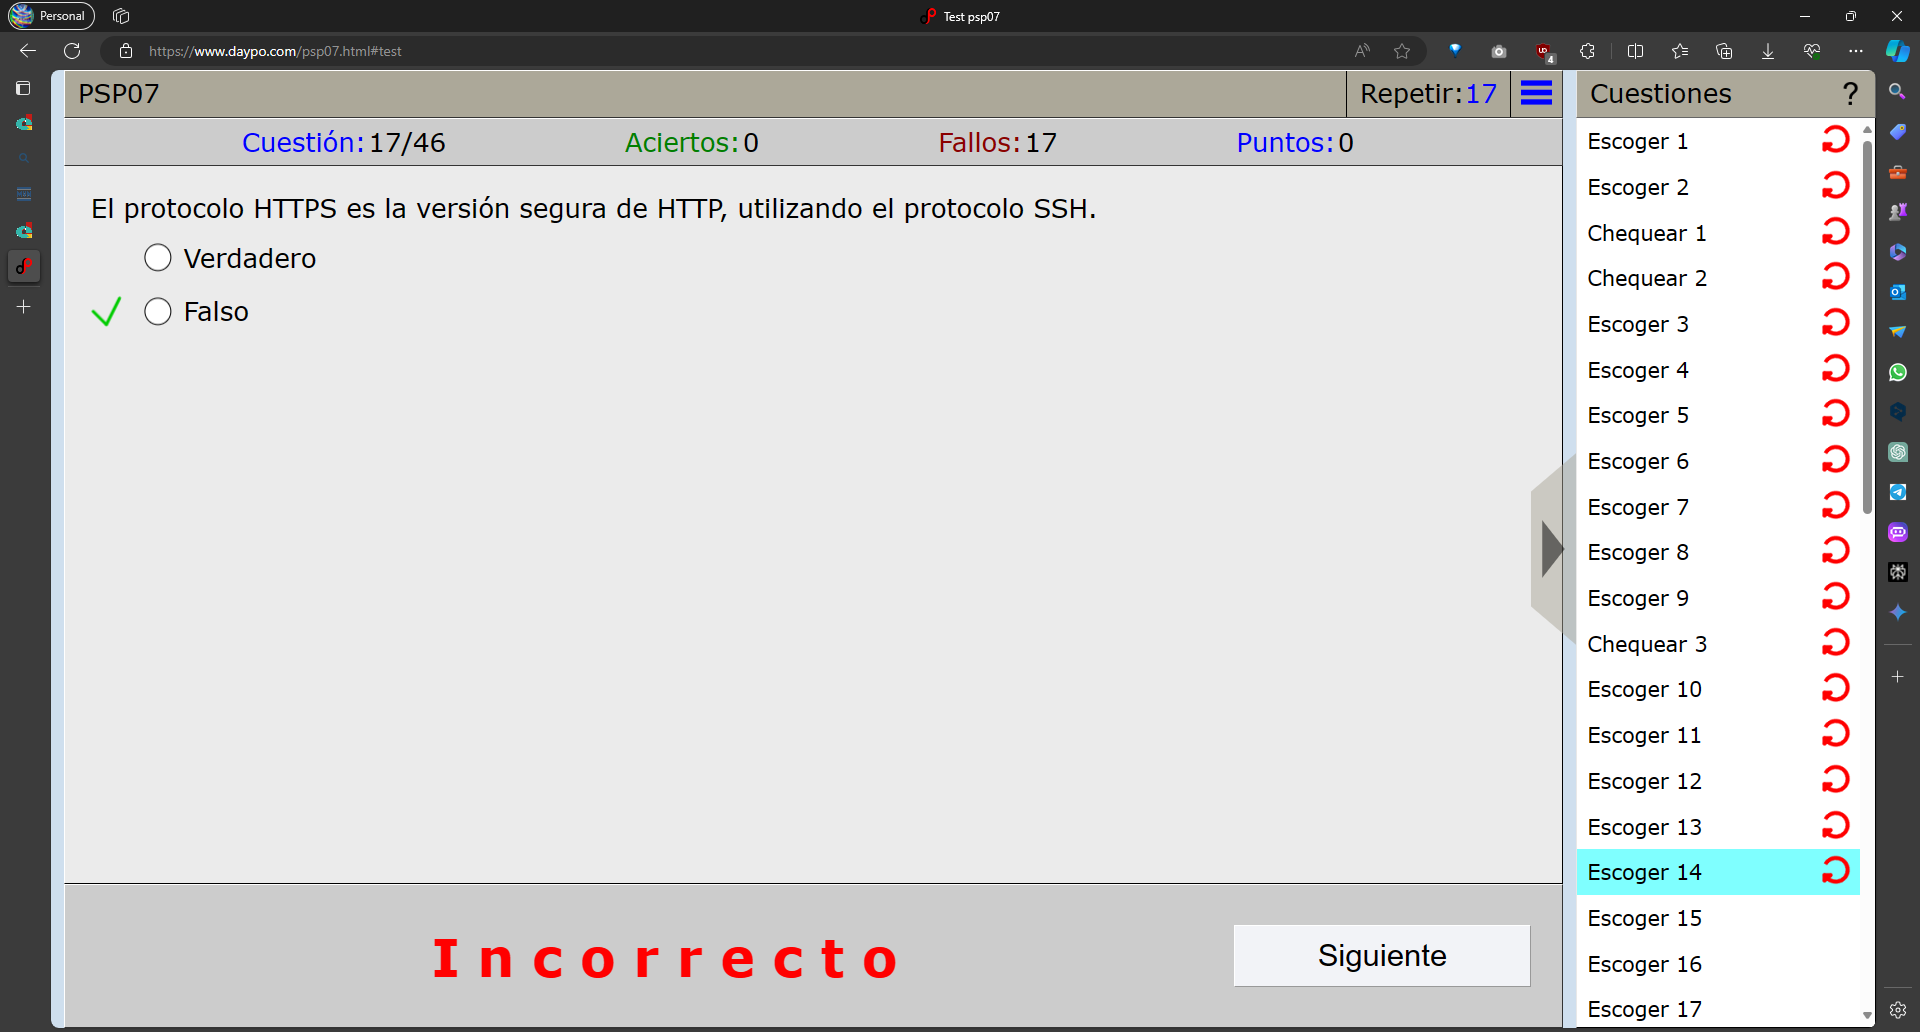 Personal
Test psp07
https://www.daypo.com/psp07.html#test
4
PSP07
Repetir:17
Cuestiones
?
Cuestión:17/46
Aciertos:0
Fallos:17
Puntos:0
El protocolo HTTPS es la versión segura de HTTP, utilizando el protocolo SSH.
Verdadero
Falso
Incorrecto
Siguiente
Escoger 1
Escoger 2
Chequear 1
Chequear 2
Escoger 3
Escoger 4
Escoger 5
Escoger 6
Escoger 7
Escoger 8
Escoger 9
Chequear 3
Escoger 10
Escoger 11
Escoger 12
Escoger 13
Escoger 14
Escoger 15
Escoger 16
Escoger 17